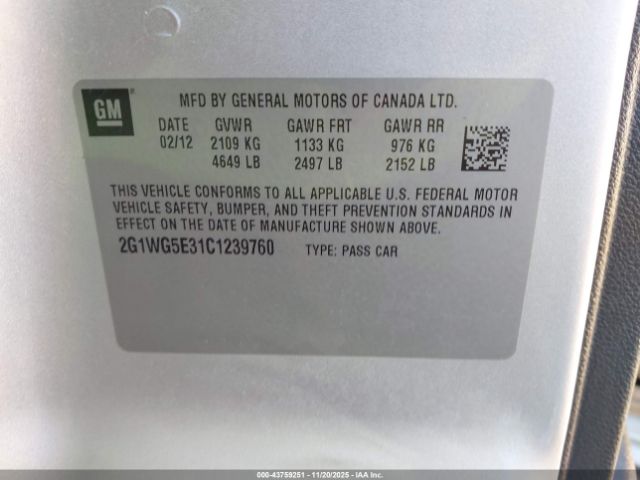 GM
MFD BY GENERAL MOTORS OF CANADA LTD.
DATE GVWR GAWR FRT GAWR RR
02/12 2109 KG 1133 KG 976 KG
4649 LB 2497 LB 2152 LB
THIS VEHICLE CONFORMS TO ALL APPLICABLE U.S. FEDERAL MOTOR
VEHICLE SAFETY, BUMPER, AND THEFT PREVENTION STANDARDS IN
EFFECT ON THE DATE OF MANUFACTURE SHOWN ABOVE.
2G1WG5E31C1239760 TYPE: PASS CAR
000-43759251 - 11/20/2025 - IAA Inc.